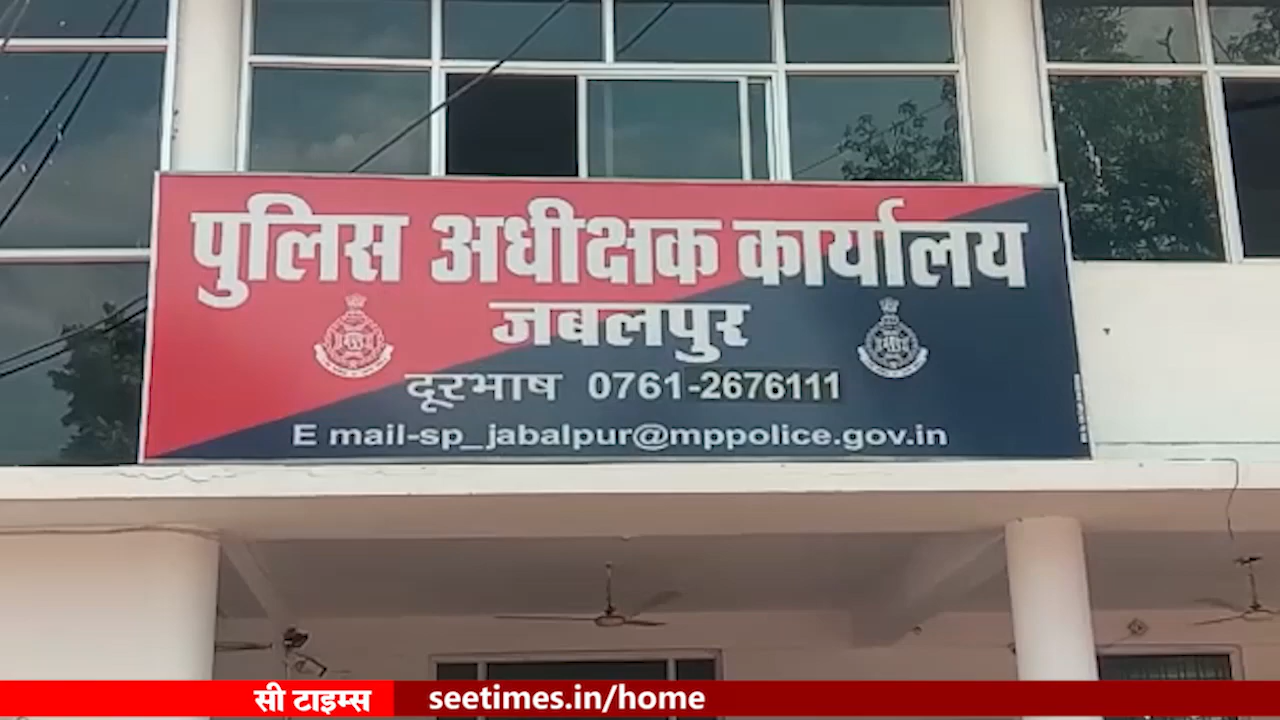 पुलिस अधीक्षक कार्यालय
जबलपुर
दूरभाष 0761-2676111
E mail-sp_jabalpur@mppolice.gov.in
सी टाइम्स seetimes.in/home